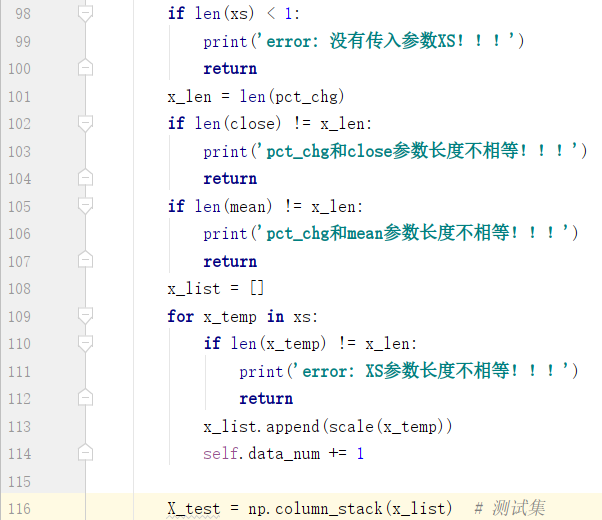 98 if len(xs) < 1:
99 print('error: 没有传入参数XS！！！')
100 return
101 x_len = len(pct_chg)
102 if len(close) != x_len:
103 print('pct_chg和close参数长度不相等！！！')
104 return
105 if len(mean) != x_len:
106 print('pct_chg和mean参数长度不相等！！！')
107 return
108 x_list = []
109 for x_temp in xs:
110 if len(x_temp) != x_len:
111 print('error: XS参数长度不相等！！！')
112 return
113 x_list.append(scale(x_temp))
114 self.data_num += 1
115
116 X_test = np.column_stack(x_list)  # 测试集